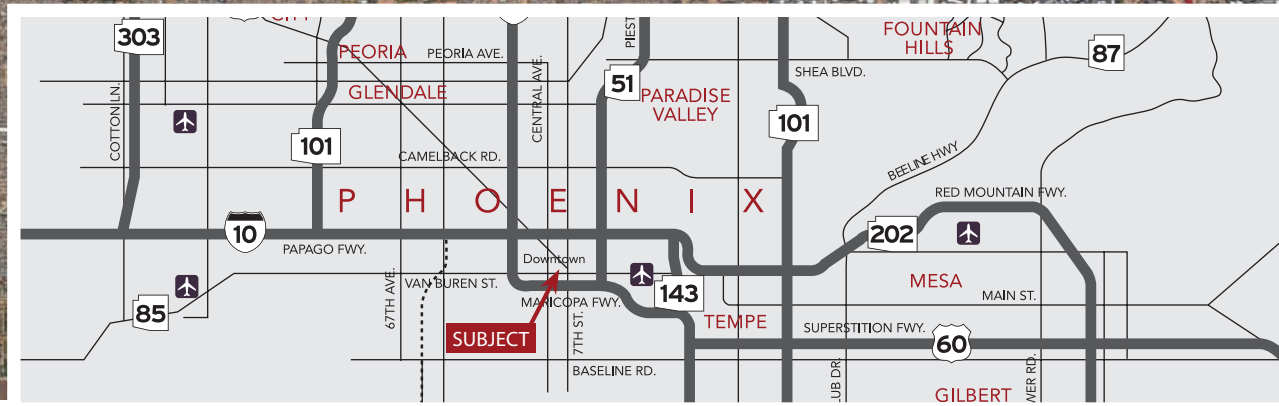 CITY
FOUNTAIN
HILLS
303
PEORIA
PEORIA AVE.
87
51
SHEA BLVD.
GLENDALE
PARADISE
VALLEY
COTTON LN.
CENTRAL AVE.
101
101
CAMELBACK RD.
BEELINE HWY
RED MOUNTAIN FWY.
PHOENIX
10
202
PAPAGO FWY.
Downtown
VAN BUREN ST.
MESA
67TH AVE.
MARICOPA FWY.
143
MAIN ST.
85
TEMPE
SUBJECT
7TH ST.
SUPERSTITION FWY.
60
BASELINE RD.
GILBERT